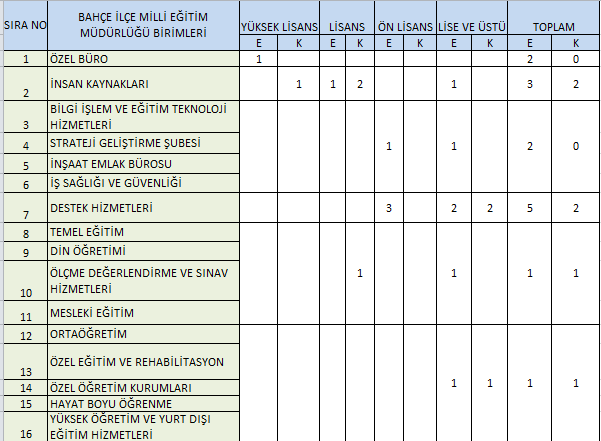 SIRA NO BAHÇE İLÇE MİLLİ EĞİTİM MÜDÜRLÜĞÜ BİRİMLERİ YÜKSEK LİSANS LİSANS ÖN LİSANS LİSE VE ÜSTÜ TOPLAM
E K E K E K E K E K
1 ÖZEL BÜRO 1 2 0
2 İNSAN KAYNAKLARI 1 1 2 1 3 2
3 BİLGİ İŞLEM VE EĞİTİM TEKNOLOJİ
HİZMETLERİ
4 STRATEJİ GELİŞTİRME ŞUBESİ 1 1 2 0
5 İNŞAAT EMLAK BÜROSU
6 İŞ SAĞLIĞI VE GÜVENLİĞİ
7 DESTEK HİZMETLERİ 3 2 2 5 2
8 TEMEL EĞİTİM
9 DİN ÖĞRETİMİ
10 ÖLÇME DEĞERLENDİRME VE SINAV
HİZMETLERİ 1 1 1 1
11 MESLEKİ EĞİTİM
12 ORTAÖĞRETİM
13 ÖZEL EĞİTİM VE REHABİLİTASYON
14 ÖZEL ÖĞRETİM KURUMLARI 1 1 1 1
15 HAYAT BOYU ÖĞRENME
16 YÜKSEK ÖĞRETİM VE YURT DIŞI
EĞİTİM HİZMETLERİ